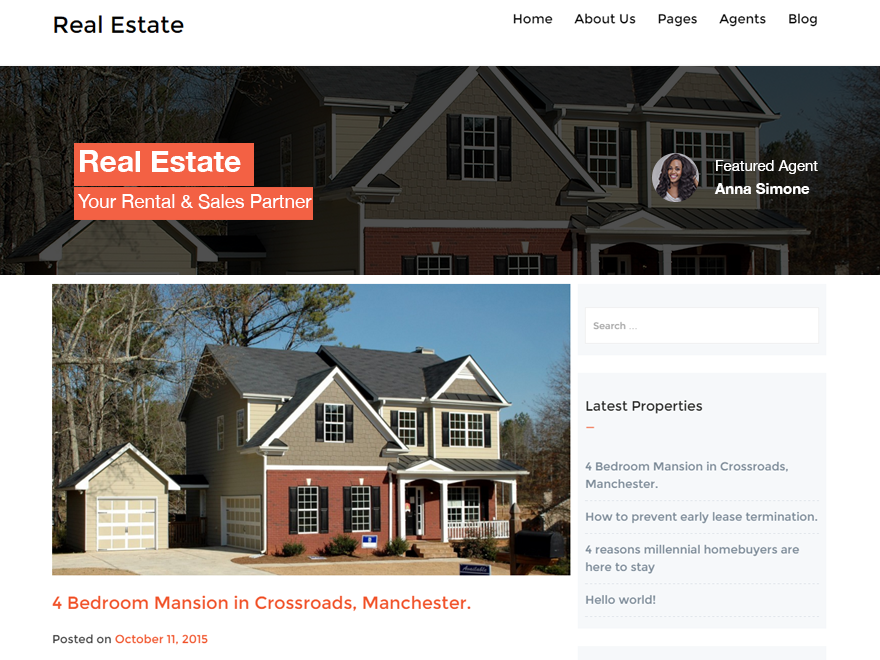 Real Estate
Home About Us Pages Agents Blog
Real Estate
Your Rental & Sales Partner
Featured Agent
Anna Simone
Search ...
Latest Properties
4 Bedroom Mansion in Crossroads,
Manchester.
How to prevent early lease termination.
4 reasons millennial homebuyers are
here to stay
Hello world!
Available
4 Bedroom Mansion in Crossroads, Manchester.
Posted on October 11, 2015